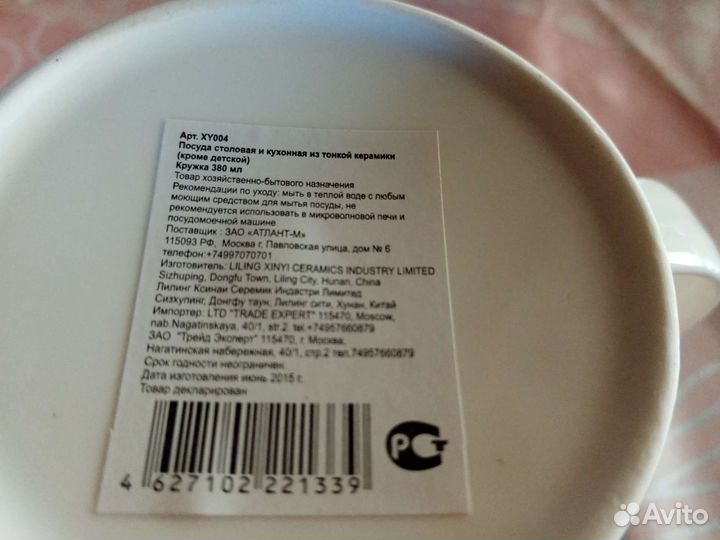 Арт. XY004
Посуда столовая и кухонная из тонкой керамики
(кроме детской)
Кружка 380 мл
Товар хозяйственно-бытового назначения
Рекомендации по уходу: мыть в теплой воде с любым
моющим средством для мытья посуды, не
рекомендуется использовать в микроволновой печи и
посудомоечной машине
Поставщик : ЗАО «АТЛАНТ-М»
115093 РФ, Москва г, Павловская улица, дом № 6
телефон:+74997070701
Изготовитель: LILING XINYI CERAMICS INDUSTRY LIMITED
Sizhuping, Dongfu Town, Liling City, Hunan, China
Лилинг Ксинаи Серемик Индастри Лимитед
Сизхупинг, Донгфу таун, Лилинг сити, Хунан, Китай
Импортер: LTD "TRADE EXPERT" 115470, Moscow,
nab.Nagatinskaya, 40/1, str.2 tel.+74957660879
ЗАО "Трейд Эксперт" 115470, г. Москва,
Нагатинская набережная, 40/1, стр.2 тел.74957660879
Срок годности неограничен.
Дата изготовления июнь 2015 г.
Товар декларирован
4 627102 221339
РСТ
Avito